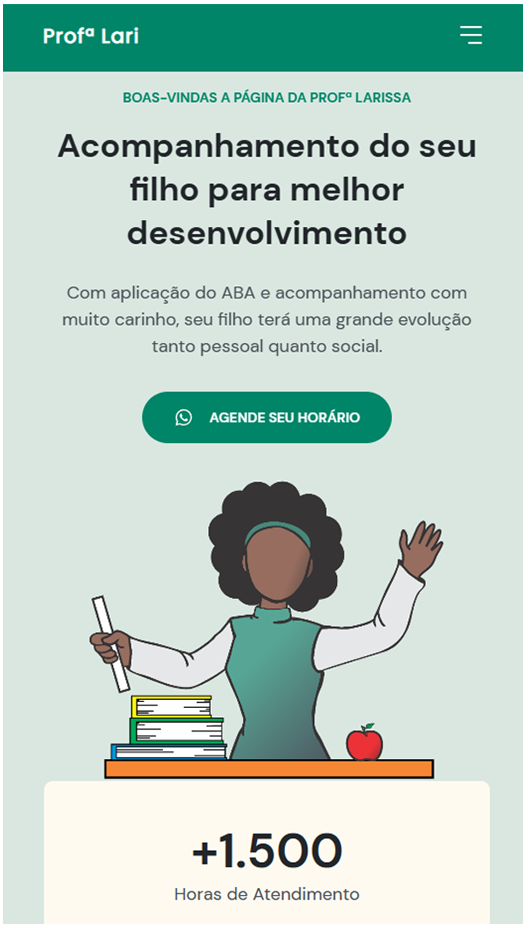 Profª Lari
BOAS-VINDAS A PÁGINA DA PROFª LARISSA
Acompanhamento do seu
filho para melhor
desenvolvimento
Com aplicação do ABA e acompanhamento com
muito carinho, seu filho terá uma grande evolução
tanto pessoal quanto social.
AGENDE SEU HORÁRIO
+1.500
Horas de Atendimento